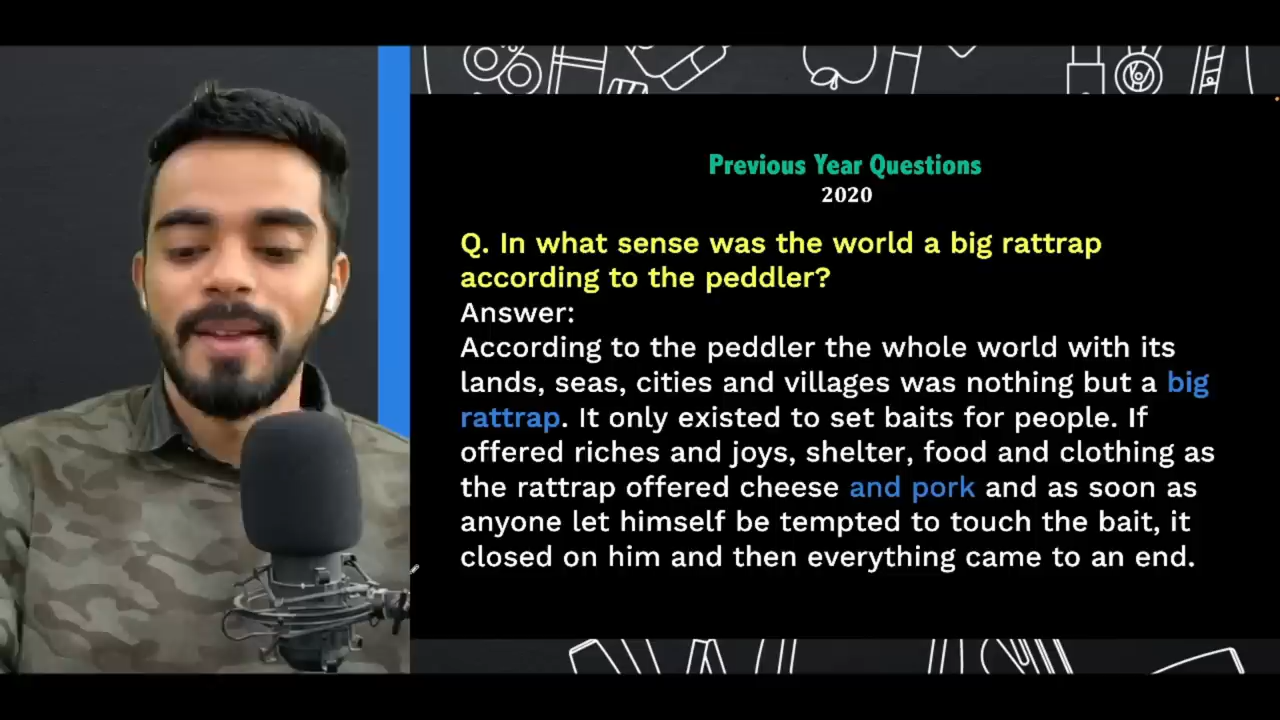 Previous Year Questions
2020
Q. In what sense was the world a big rattrap
according to the peddler?
Answer:
According to the peddler the whole world with its
lands, seas, cities and villages was nothing but a big
rattrap. It only existed to set baits for people. If
offered riches and joys, shelter, food and clothing as
the rattrap offered cheese and pork and as soon as
anyone let himself be tempted to touch the bait, it
closed on him and then everything came to an end.